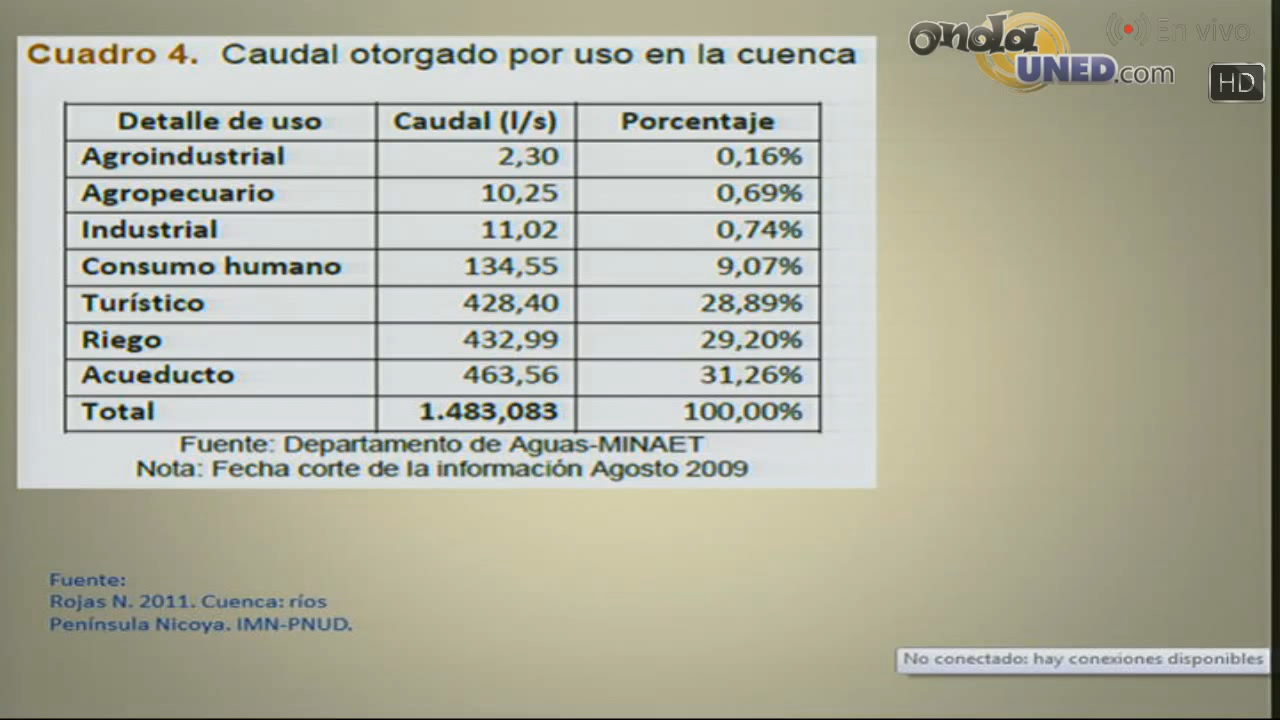 Cuadro 4. Caudal otorgado por uso en la cuenca
onda UNED.com
En vivo
HD
Detalle de uso Caudal (l/s) Porcentaje
Agroindustrial 2,30 0,16%
Agropecuario 10,25 0,69%
Industrial 11,02 0,74%
Consumo humano 134,55 9,07%
Turístico 428,40 28,89%
Riego 432,99 29,20%
Acueducto 463,56 31,26%
Total 1.483,083 100,00%
Fuente: Departamento de Aguas-MINAET
Nota: Fecha corte de la información Agosto 2009
Fuente:
Rojas N. 2011. Cuenca: ríos
Península Nicoya. IMN-PNUD.
No conectado: hay conexiones disponibles